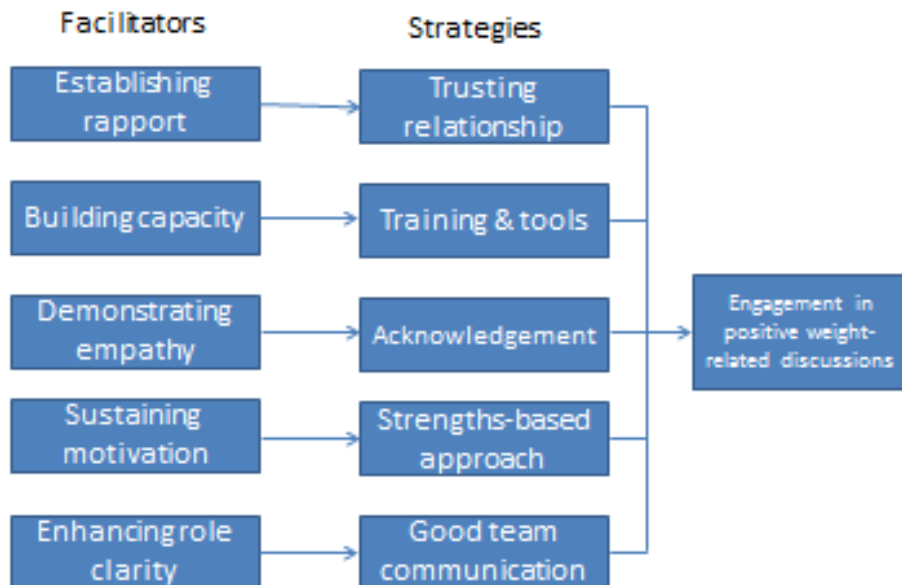 Facilitators
Strategies
Establishing
rapport
Trusting
relationship
Building capacity
Training & tools
Demonstrating
empathy
Acknowledgement
Engagement in
positive weight-
related discussions
Sustaining
motivation
Strengths-based
approach
Enhancing role
clarity
Good team
communication